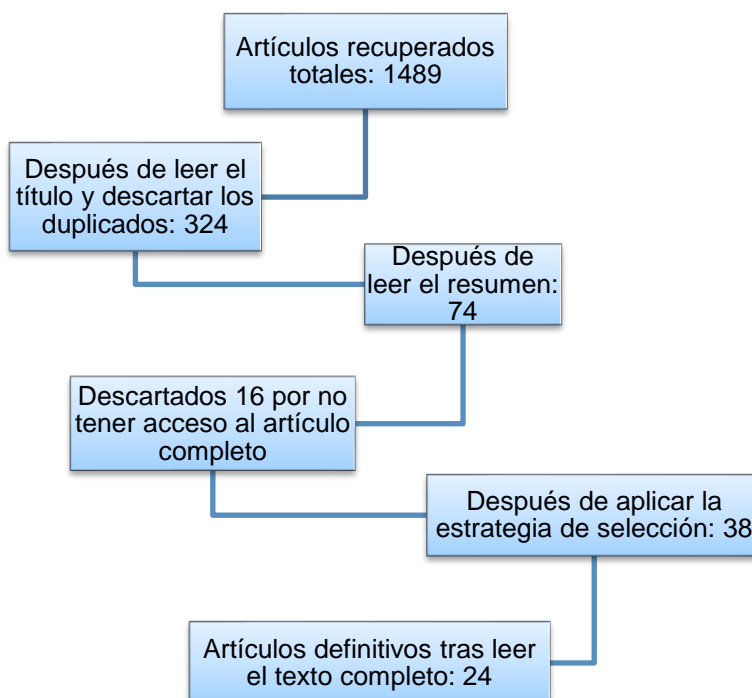 Artículos recuperados
totales: 1489
Después de leer el
título y descartar los
duplicados: 324
Después de
leer el resumen:
74
Descartados 16 por no
tener acceso al artículo
completo
Después de aplicar la
estrategia de selección: 38
Artículos definitivos tras leer
el texto completo: 24